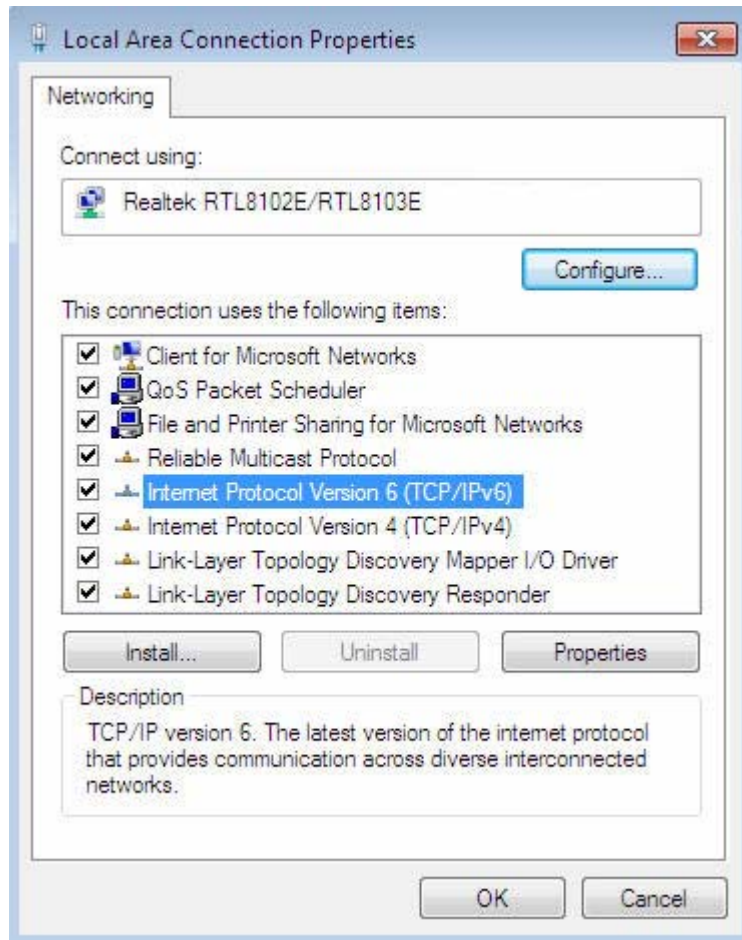 Local Area Connection Properties
Networking
Connect using:
Realtek RTL8102E/RTL8103E
Configure...
This connection uses the following items:
Client for Microsoft Networks
QoS Packet Scheduler
File and Printer Sharing for Microsoft Networks
Reliable Multicast Protocol
Internet Protocol Version 6 (TCP/IPv6)
Internet Protocol Version 4 (TCP/IPv4)
Link-Layer Topology Discovery Mapper I/O Driver
Link-Layer Topology Discovery Responder
Install...
Uninstall
Properties
Description
TCP/IP version 6. The latest version of the internet protocol
that provides communication across diverse interconnected
networks.
OK
Cancel